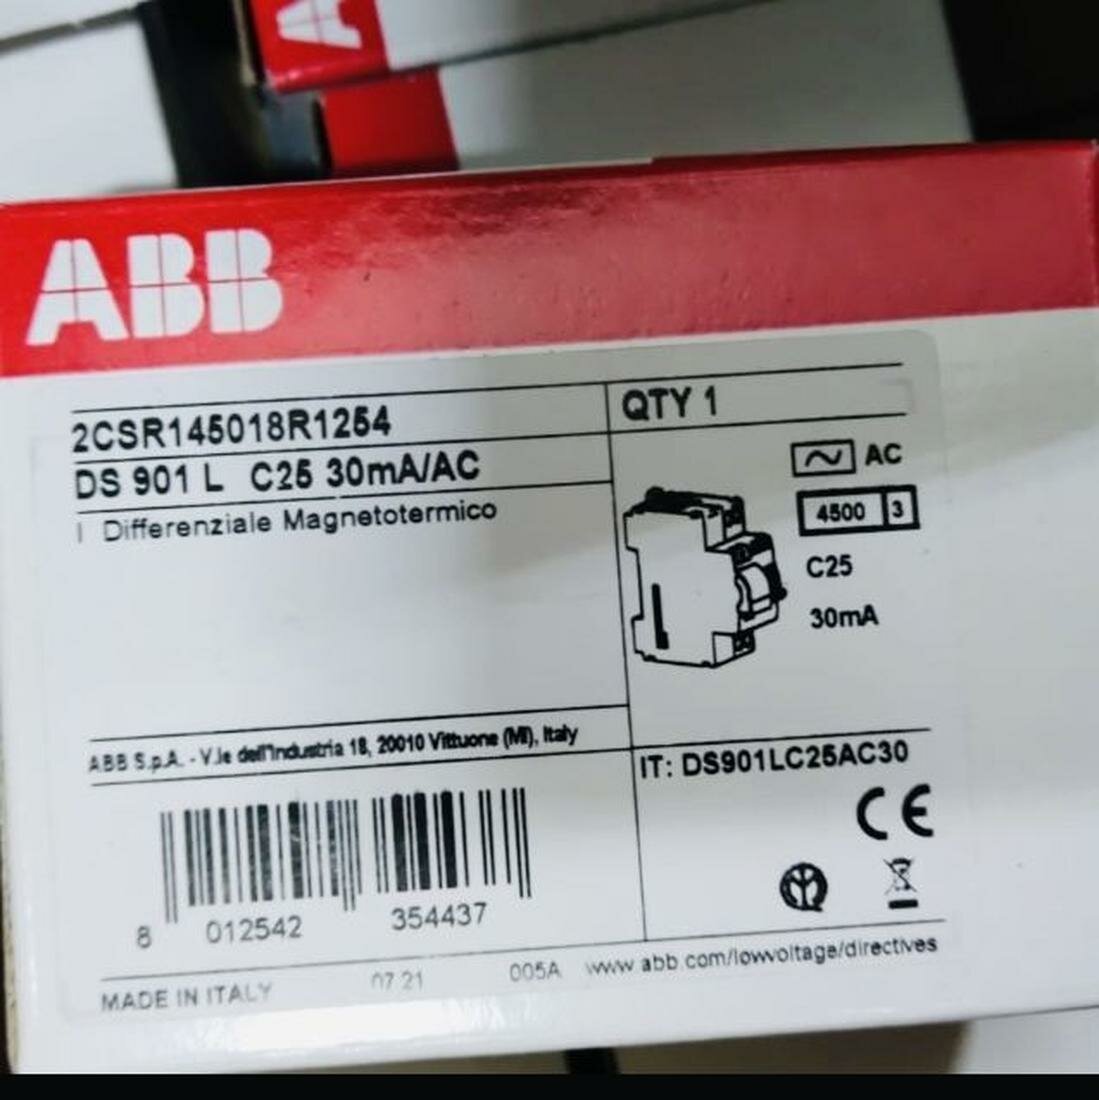 A
ABB
2CSR145018R1254
QTY 1
DS 901 L C25 30mA/AC
I Differenziale Magnetotermico
AC
4500 3
C25
30mA
ABB S.p.A. - V.le dell'Industria 18, 20010 Vittuone (MI), Italy
IT: DS901LC25AC30
CE
8 012542 354437
MADE IN ITALY 07 21 005A www.abb.com/lowvoltage/directives